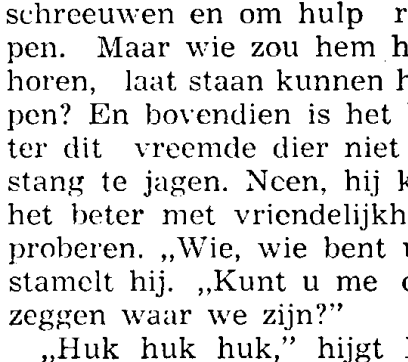 schreeuwen en om hulp r
pen. Maar wie zou hem h
horen, laat staan kunnen h
pen? En bovendien is het
ter dit vreemde dier niet
stang te jagen. Neen, hij k
het beter met vriendelijkh
proberen. „Wie, wie bent
stamelt hij. „Kunt u me
zeggen waar we zijn?”
„Huk huk huk,” hijgt